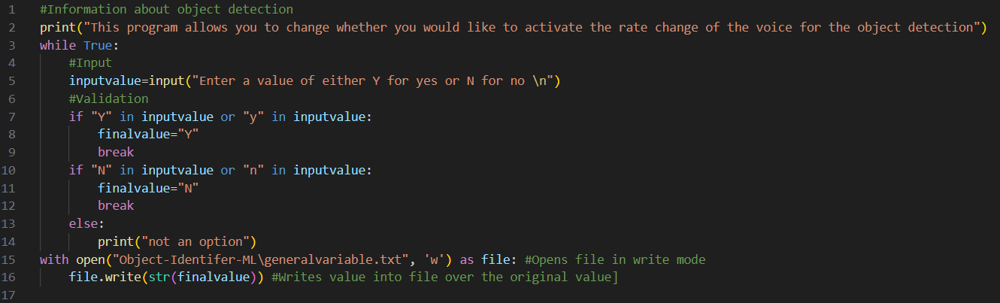 1 #Information about object detection
2 print("This program allows you to change whether you would like to activate the rate change of the voice for the object detection")
3 while True:
4     #Input
5     inputvalue=input("Enter a value of either Y for yes or N for no \n")
6     #Validation
7     if "Y" in inputvalue or "y" in inputvalue:
8         finalvalue="Y"
9         break
10     if "N" in inputvalue or "n" in inputvalue:
11         finalvalue="N"
12         break
13     else:
14         print("not an option")
15 with open("Object-Identifer-ML\generalvariable.txt", 'w') as file: #Opens file in write mode
16     file.write(str(finalvalue)) #Writes value into file over the original value]
17